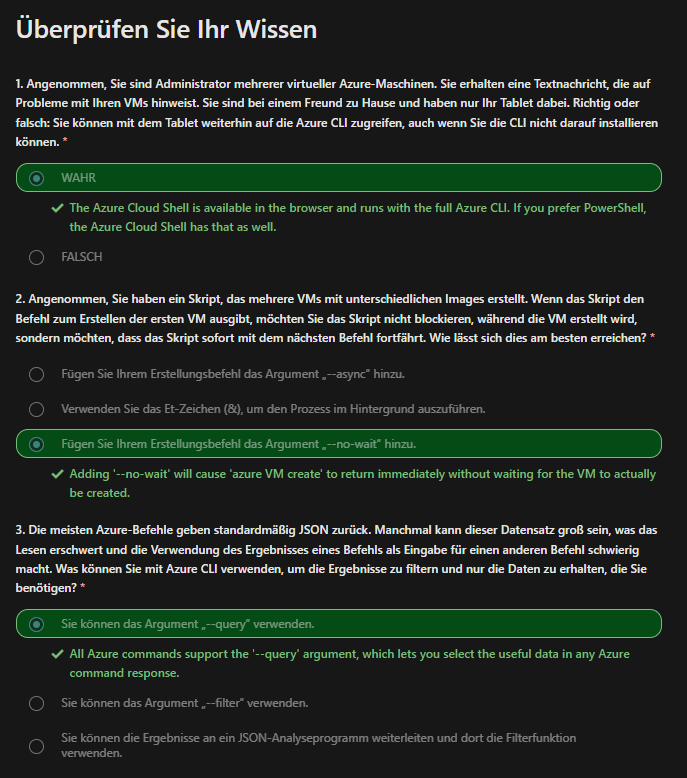 Überprüfen Sie Ihr Wissen
1. Angenommen, Sie sind Administrator mehrerer virtueller Azure-Maschinen. Sie erhalten eine Textnachricht, die auf
Probleme mit Ihren VMs hinweist. Sie sind bei einem Freund zu Hause und haben nur Ihr Tablet dabei. Richtig oder
falsch: Sie können mit dem Tablet weiterhin auf die Azure CLI zugreifen, auch wenn Sie die CLI nicht darauf installieren
können. *
WAHR
The Azure Cloud Shell is available in the browser and runs with the full Azure CLI. If you prefer PowerShell,
the Azure Cloud Shell has that as well.
FALSCH
2. Angenommen, Sie haben ein Skript, das mehrere VMs mit unterschiedlichen Images erstellt. Wenn das Skript den
Befehl zum Erstellen der ersten VM ausgibt, möchten Sie das Skript nicht blockieren, während die VM erstellt wird,
sondern möchten, dass das Skript sofort mit dem nächsten Befehl fortfährt. Wie lässt sich dies am besten erreichen? *
Fügen Sie Ihrem Erstellungsbefehl das Argument „--async" hinzu.
Verwenden Sie das Et-Zeichen (&), um den Prozess im Hintergrund auszuführen.
Fügen Sie Ihrem Erstellungsbefehl das Argument „--no-wait" hinzu.
Adding '--no-wait' will cause 'azure VM create' to return immediately without waiting for the VM to actually
be created.
3. Die meisten Azure-Befehle geben standardmäßig JSON zurück. Manchmal kann dieser Datensatz groß sein, was das
Lesen erschwert und die Verwendung des Ergebnisses eines Befehls als Eingabe für einen anderen Befehl schwierig
macht. Was können Sie mit Azure CLI verwenden, um die Ergebnisse zu filtern und nur die Daten zu erhalten, die Sie
benötigen? *
Sie können das Argument „--query" verwenden.
All Azure commands support the '--query' argument, which lets you select the useful data in any Azure
command response.
Sie können das Argument „--filter" verwenden.
Sie können die Ergebnisse an ein JSON-Analyseprogramm weiterleiten und dort die Filterfunktion
verwenden.